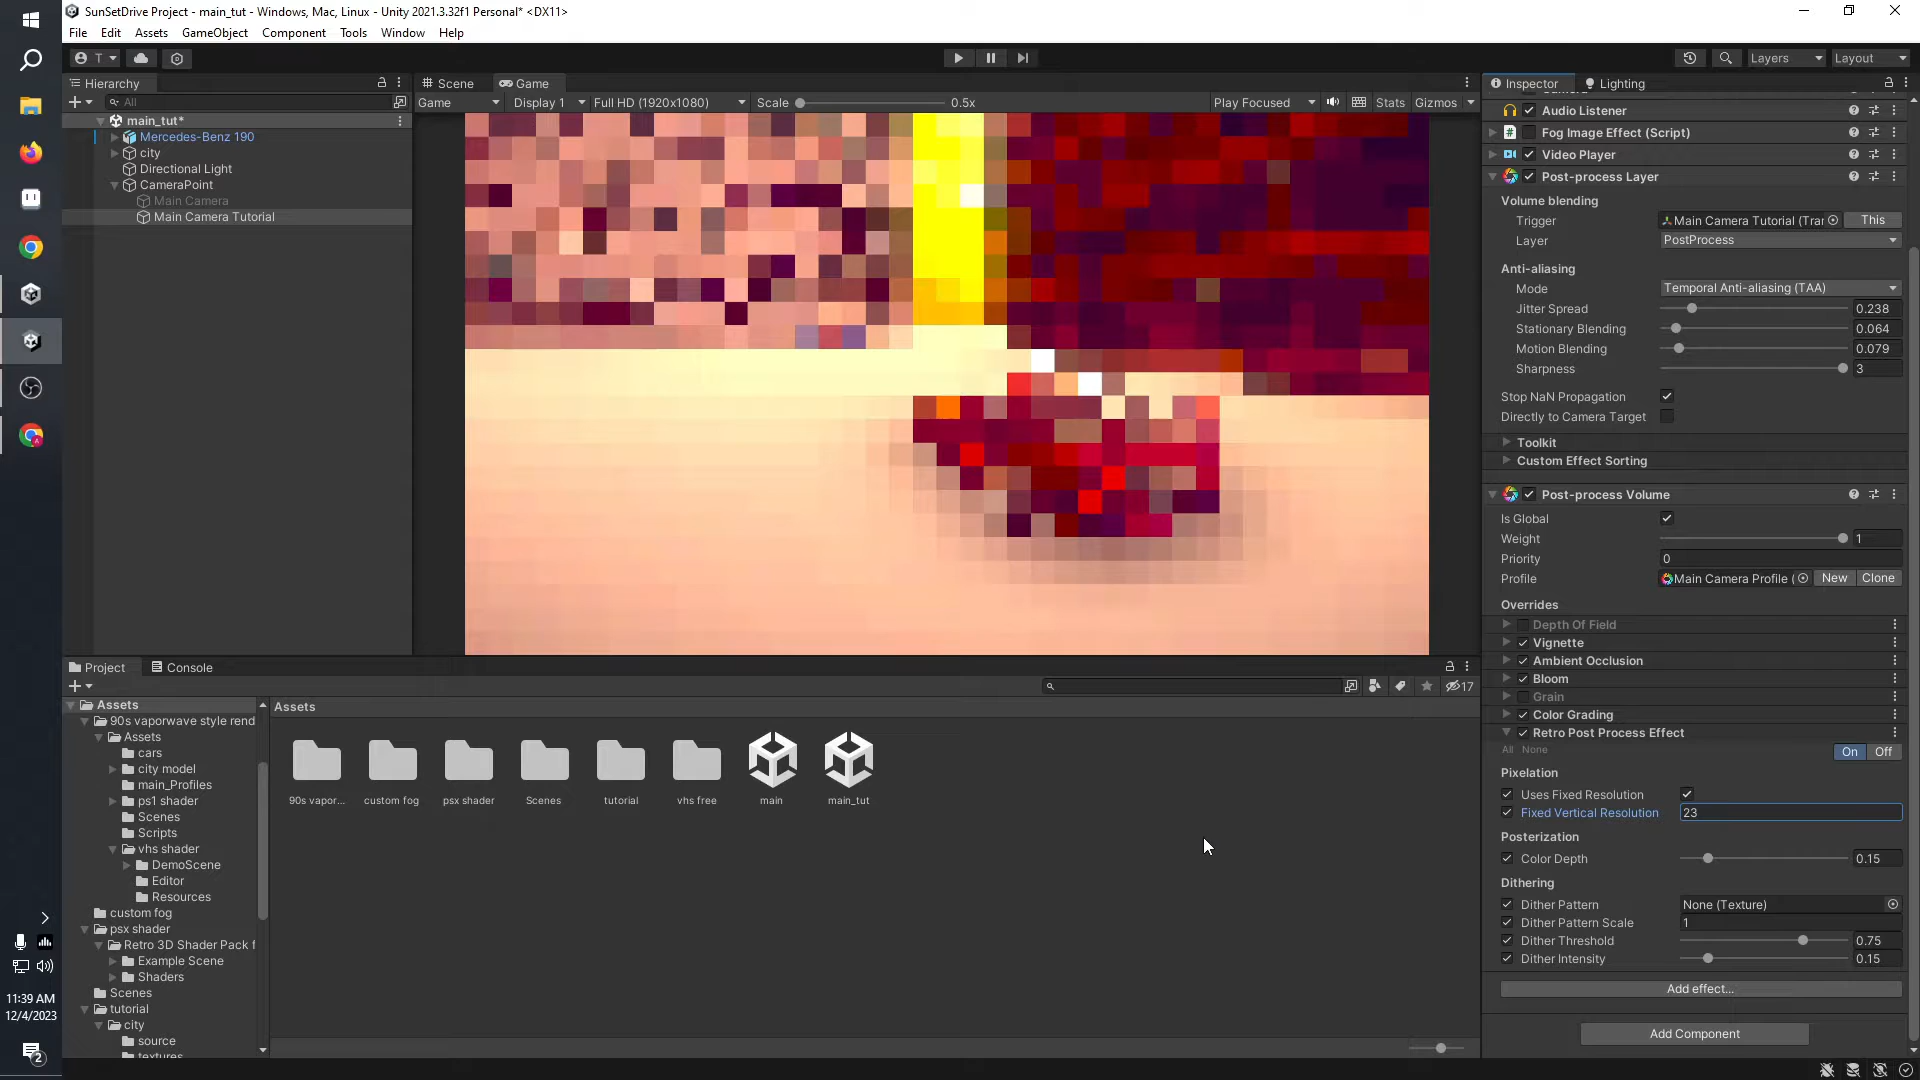 SunSetDrive Project - main_tut - Windows, Mac, Linux - Unity 2021.3.32f1 Personal* <DX11>
File Edit Assets GameObject Component Tools Window Help
T Layers Layout
Hierarchy
All
main_tut*
Mercedes-Benz 190
city
Directional Light
CameraPoint
Main Camera
Main Camera Tutorial
Scene Game
Game Display 1 Full HD (1920x1080) Scale 0.5x Play Focused Stats Gizmos
Inspector Lighting
Audio Listener
Fog Image Effect (Script)
Video Player
Post-process Layer
Volume blending
Trigger Main Camera Tutorial (Trar This
Layer PostProcess
Anti-aliasing
Mode Temporal Anti-aliasing (TAA)
Jitter Spread 0.238
Stationary Blending 0.064
Motion Blending 0.079
Sharpness 3
Stop NaN Propagation
Directly to Camera Target
Toolkit
Custom Effect Sorting
Post-process Volume
Is Global
Weight 1
Priority 0
Profile Main Camera Profile ( New Clone
Overrides
Depth Of Field
Vignette
Ambient Occlusion
Bloom
Grain
Color Grading
Retro Post Process Effect
All None On Off
Pixelation
Uses Fixed Resolution
Fixed Vertical Resolution 23
Posterization
Color Depth 0.15
Dithering
Dither Pattern None (Texture)
Dither Pattern Scale 1
Dither Threshold 0.75
Dither Intensity 0.15
Add effect...
Add Component
Project Console
17
Assets
90s vaporwave style rend
Assets
cars
city model
main_Profiles
ps1 shader
Scenes
Scripts
vhs shader
DemoScene
Editor
Resources
custom fog
psx shader
Retro 3D Shader Pack f
Example Scene
Shaders
Scenes
tutorial
city
source
textures
Assets
90s vapor... custom fog psx shader Scenes tutorial vhs free main main_tut
11:39 AM
12/4/2023
2